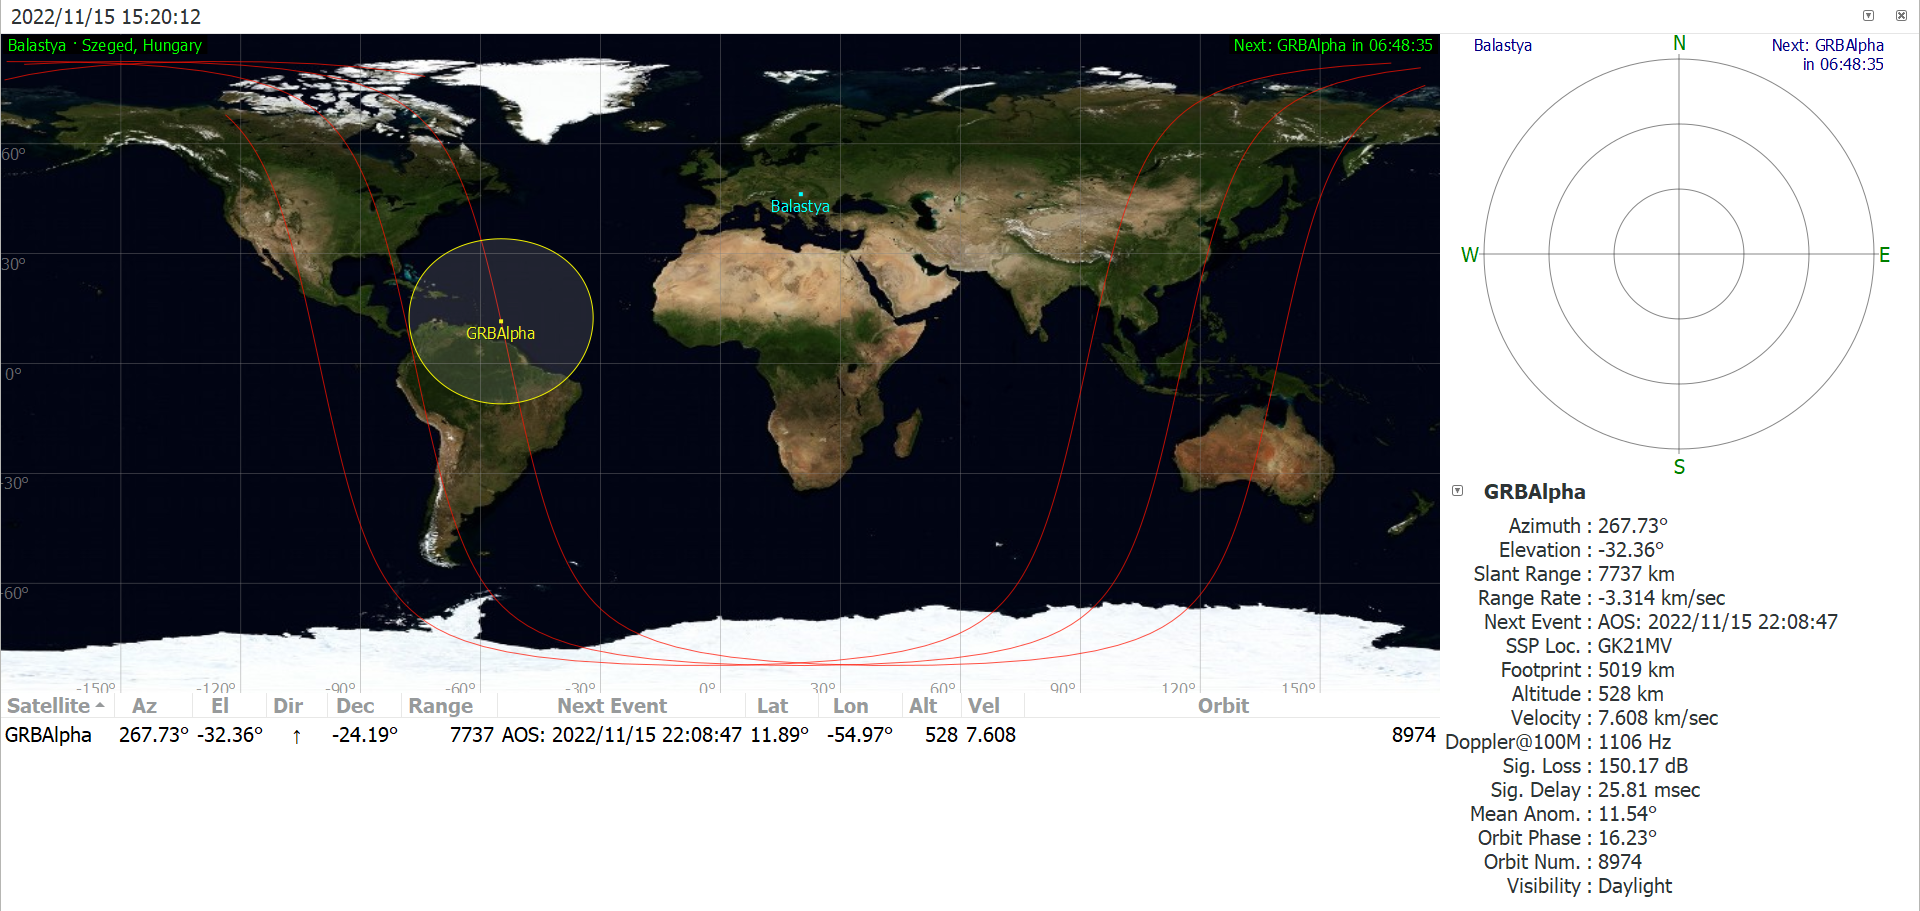 2022/11/15 15:20:12
Balastya · Szeged, Hungary
Next: GRBAlpha in 06:48:35
60°
30°
0°
-30°
-60°
Balastya
GRBAlpha
-150°
-120°
-90°
-60°
-30°
0°
30°
60°
90°
120°
150°
Balastya
Next: GRBAlpha
in 06:48:35
N
W
E
S
GRBAlpha
Azimuth : 267.73°
Elevation : -32.36°
Slant Range : 7737 km
Range Rate : -3.314 km/sec
Next Event : AOS: 2022/11/15 22:08:47
SSP Loc. : GK21MV
Footprint : 5019 km
Altitude : 528 km
Velocity : 7.608 km/sec
Doppler@100M : 1106 Hz
Sig. Loss : 150.17 dB
Sig. Delay : 25.81 msec
Mean Anom. : 11.54°
Orbit Phase : 16.23°
Orbit Num. : 8974
Visibility : Daylight
Satellite Az El Dir Dec Range Next Event Lat Lon Alt Vel Orbit
GRBAlpha 267.73° -32.36° ↑ -24.19° 7737 AOS: 2022/11/15 22:08:47 11.89° -54.97° 528 7.608 8974